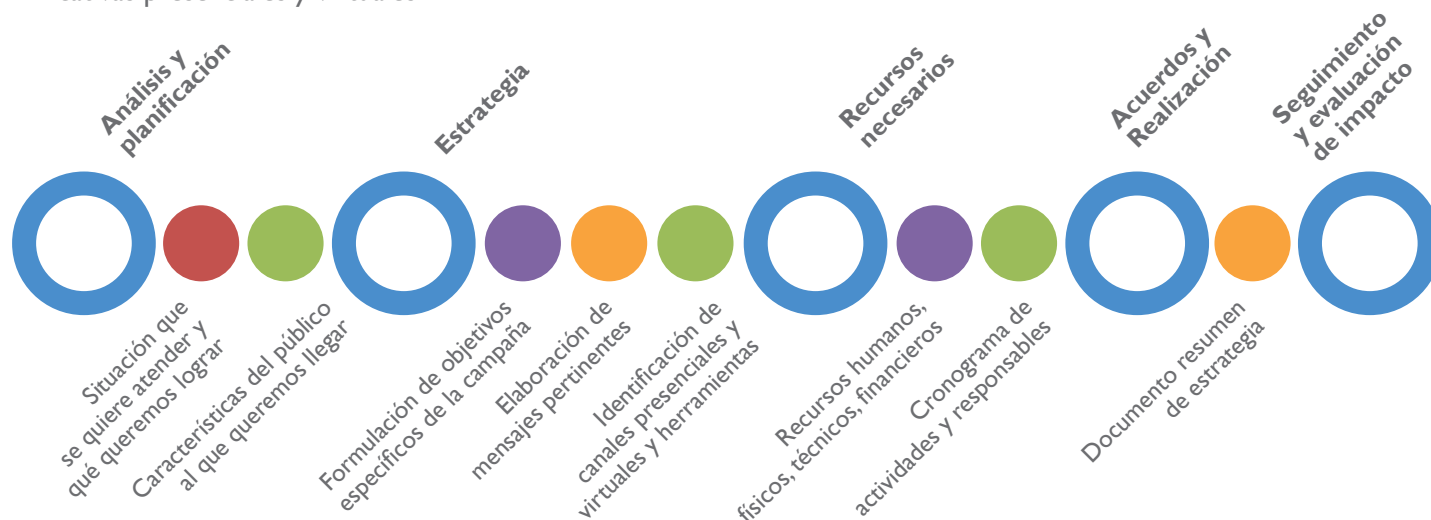 Análisis y
planificación
Estrategia
Recursos
necesarios
Acuerdos y
Realización
Seguimiento
y evaluación
de impacto
Situación que
se quiere atender y
qué queremos lograr
Características del público
al que queremos llegar
Formulación de objetivos
específicos de la campaña
Elaboración de
mensajes pertinentes
Identificación de
canales presenciales y
virtuales y herramientas
Recursos humanos,
físicos, técnicos, financieros
Cronograma de
actividades y responsables
Documento resumen
de estrategia